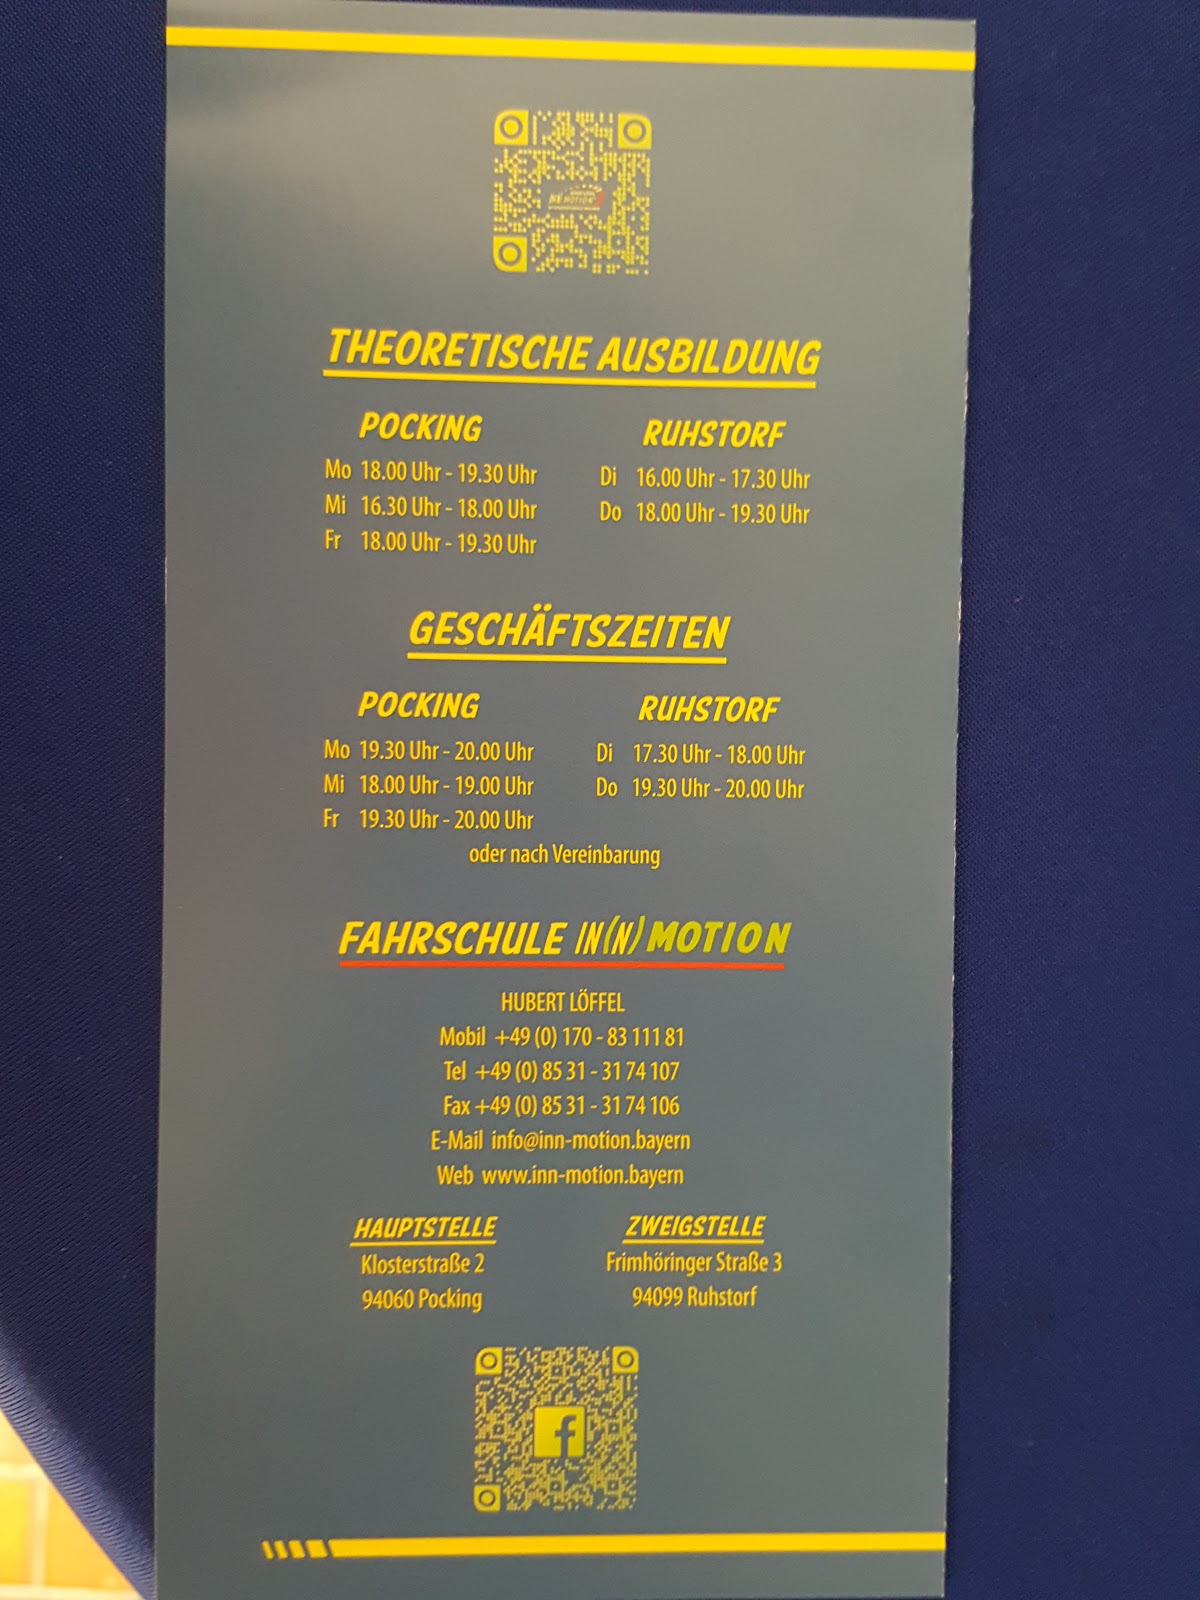 THEORETISCHE AUSBILDUNG
POCKING
Mo 18.00 Uhr - 19.30 Uhr
Mi 16.30 Uhr - 18.00 Uhr
Fr 18.00 Uhr - 19.30 Uhr
RUHSTORF
Di 16.00 Uhr - 17.30 Uhr
Do 18.00 Uhr - 19.30 Uhr
GESCHÄFTSZEITEN
POCKING
Mo 19.30 Uhr - 20.00 Uhr
Mi 18.00 Uhr - 19.00 Uhr
Fr 19.30 Uhr - 20.00 Uhr
RUHSTORF
Di 17.30 Uhr - 18.00 Uhr
Do 19.30 Uhr - 20.00 Uhr
oder nach Vereinbarung
FAHRSCHULE IN(N) MOTION
HUBERT LÖFFEL
Mobil +49 (0) 170 - 83 111 81
Tel +49 (0) 85 31 - 31 74 107
Fax +49 (0) 85 31 - 31 74 106
E-Mail info@inn-motion.bayern
Web www.inn-motion.bayern
HAUPTSTELLE
Klosterstraße 2
94060 Pocking
ZWEIGSTELLE
Frimhöringer Straße 3
94099 Ruhstorf
f